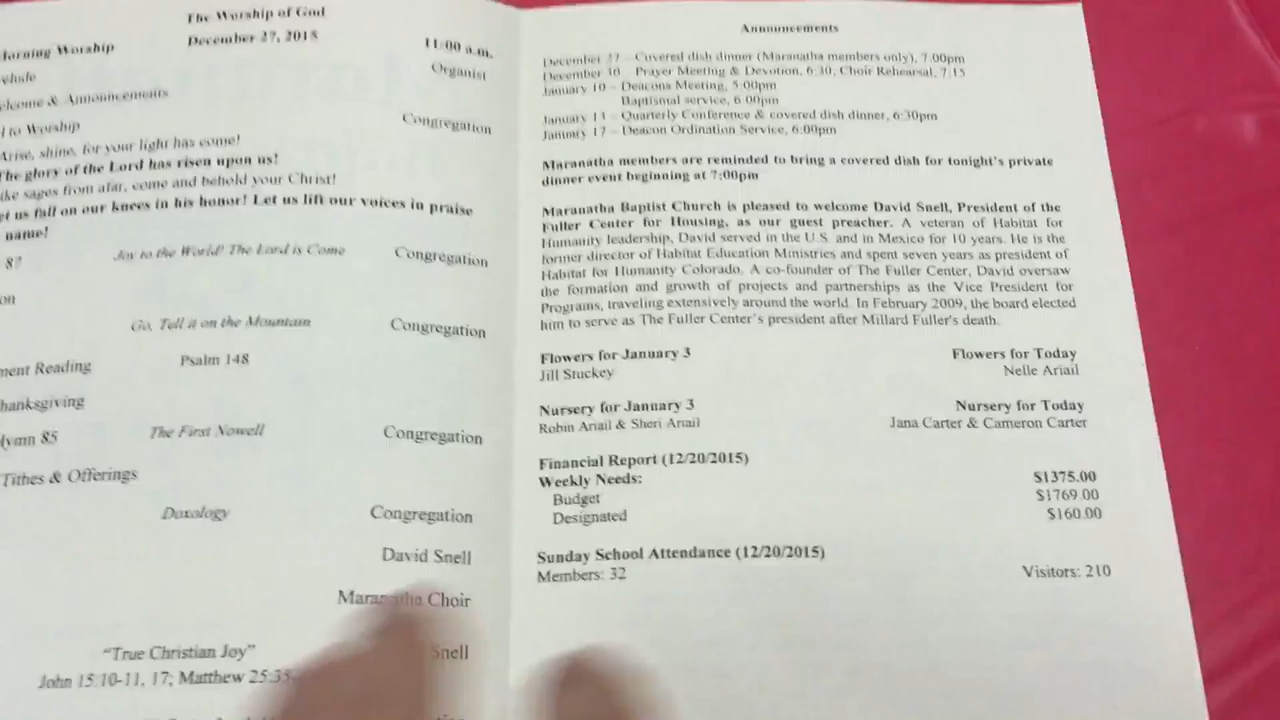 The Worship of God
Morning Worship December 27, 2015 11:00 a.m.
Organist
Welcome & Announcements
to Worship Congregation
Arise, shine, for your light has come!
The glory of the Lord has risen upon us!
like sages from afar, come and behold your Christ!
us fall on our knees in his honor! Let us lift our voices in praise
name!
87 Joy to the World! The Lord is Come Congregation
on
Go, Tell it on the Mountain Congregation
ment Reading Psalm 148
hanksgiving
Hymn 85 The First Nowell Congregation
Tithes & Offerings
Doxology Congregation
David Snell
Maranatha Choir
"True Christian Joy" Snell
John 15:10-11, 17; Matthew 25:35
Announcements
December 27 – Covered dish dinner (Maranatha members only), 7:00pm
December 30 – Prayer Meeting & Devotion, 6:30, Choir Rehearsal, 7:15
January 10 – Deacons Meeting, 5:00pm
Baptismal service, 6:00pm
January 13 – Quarterly Conference & covered dish dinner, 6:30pm
January 17 – Deacon Ordination Service, 6:00pm
Maranatha members are reminded to bring a covered dish for tonight's private
dinner event beginning at 7:00pm
Maranatha Baptist Church is pleased to welcome David Snell, President of the
Fuller Center for Housing, as our guest preacher. A veteran of Habitat for
Humanity leadership, David served in the U.S. and in Mexico for 10 years. He is the
former director of Habitat Education Ministries and spent seven years as president of
Habitat for Humanity Colorado. A co-founder of The Fuller Center, David oversaw
the formation and growth of projects and partnerships as the Vice President for
Programs, traveling extensively around the world. In February 2009, the board elected
him to serve as The Fuller Center's president after Millard Fuller's death.
Flowers for January 3 Flowers for Today
Jill Stuckey Nelle Ariail
Nursery for January 3 Nursery for Today
Robin Ariail & Sheri Ariail Jana Carter & Cameron Carter
Financial Report (12/20/2015)
Weekly Needs: $1375.00
Budget $1769.00
Designated $160.00
Sunday School Attendance (12/20/2015)
Members: 32 Visitors: 210